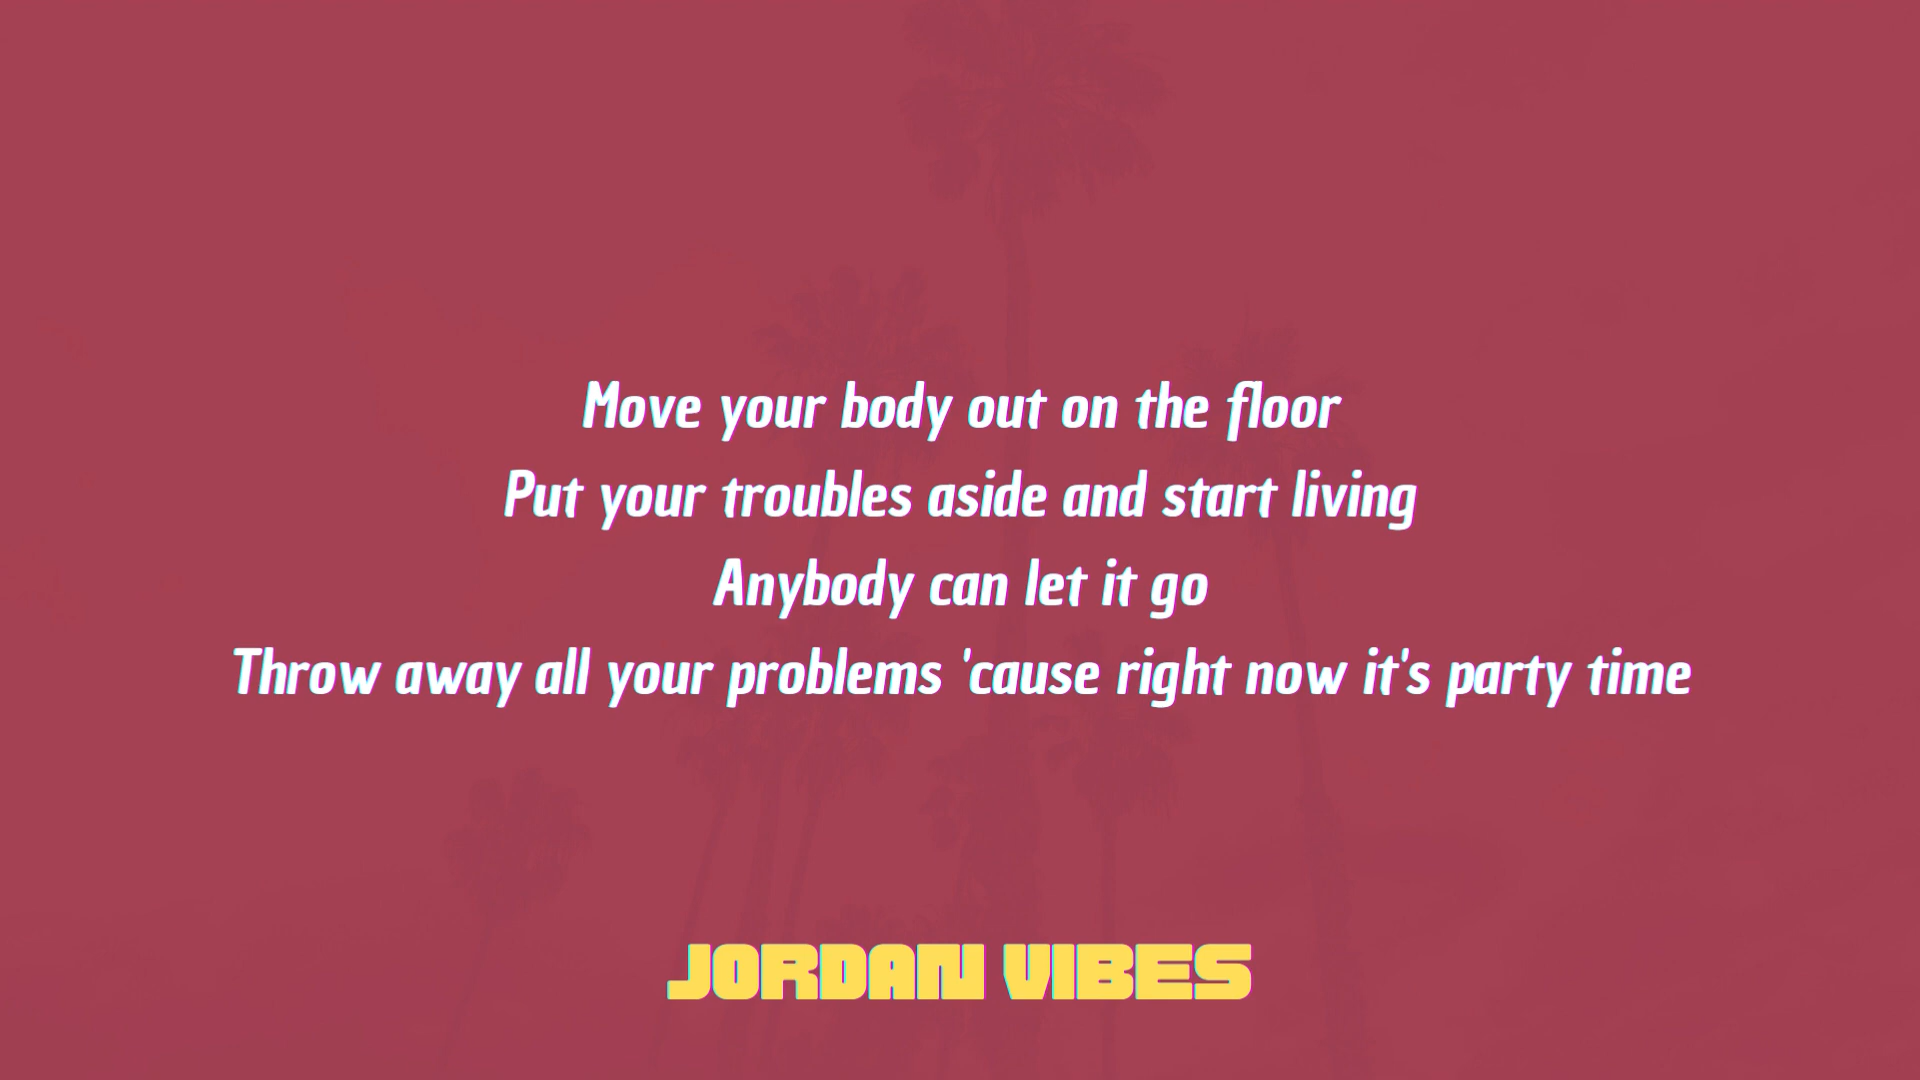 Move your body out on the floor
Put your troubles aside and start living
Anybody can let it go
Throw away all your problems 'cause right now it's party time
JORDAN VIBES